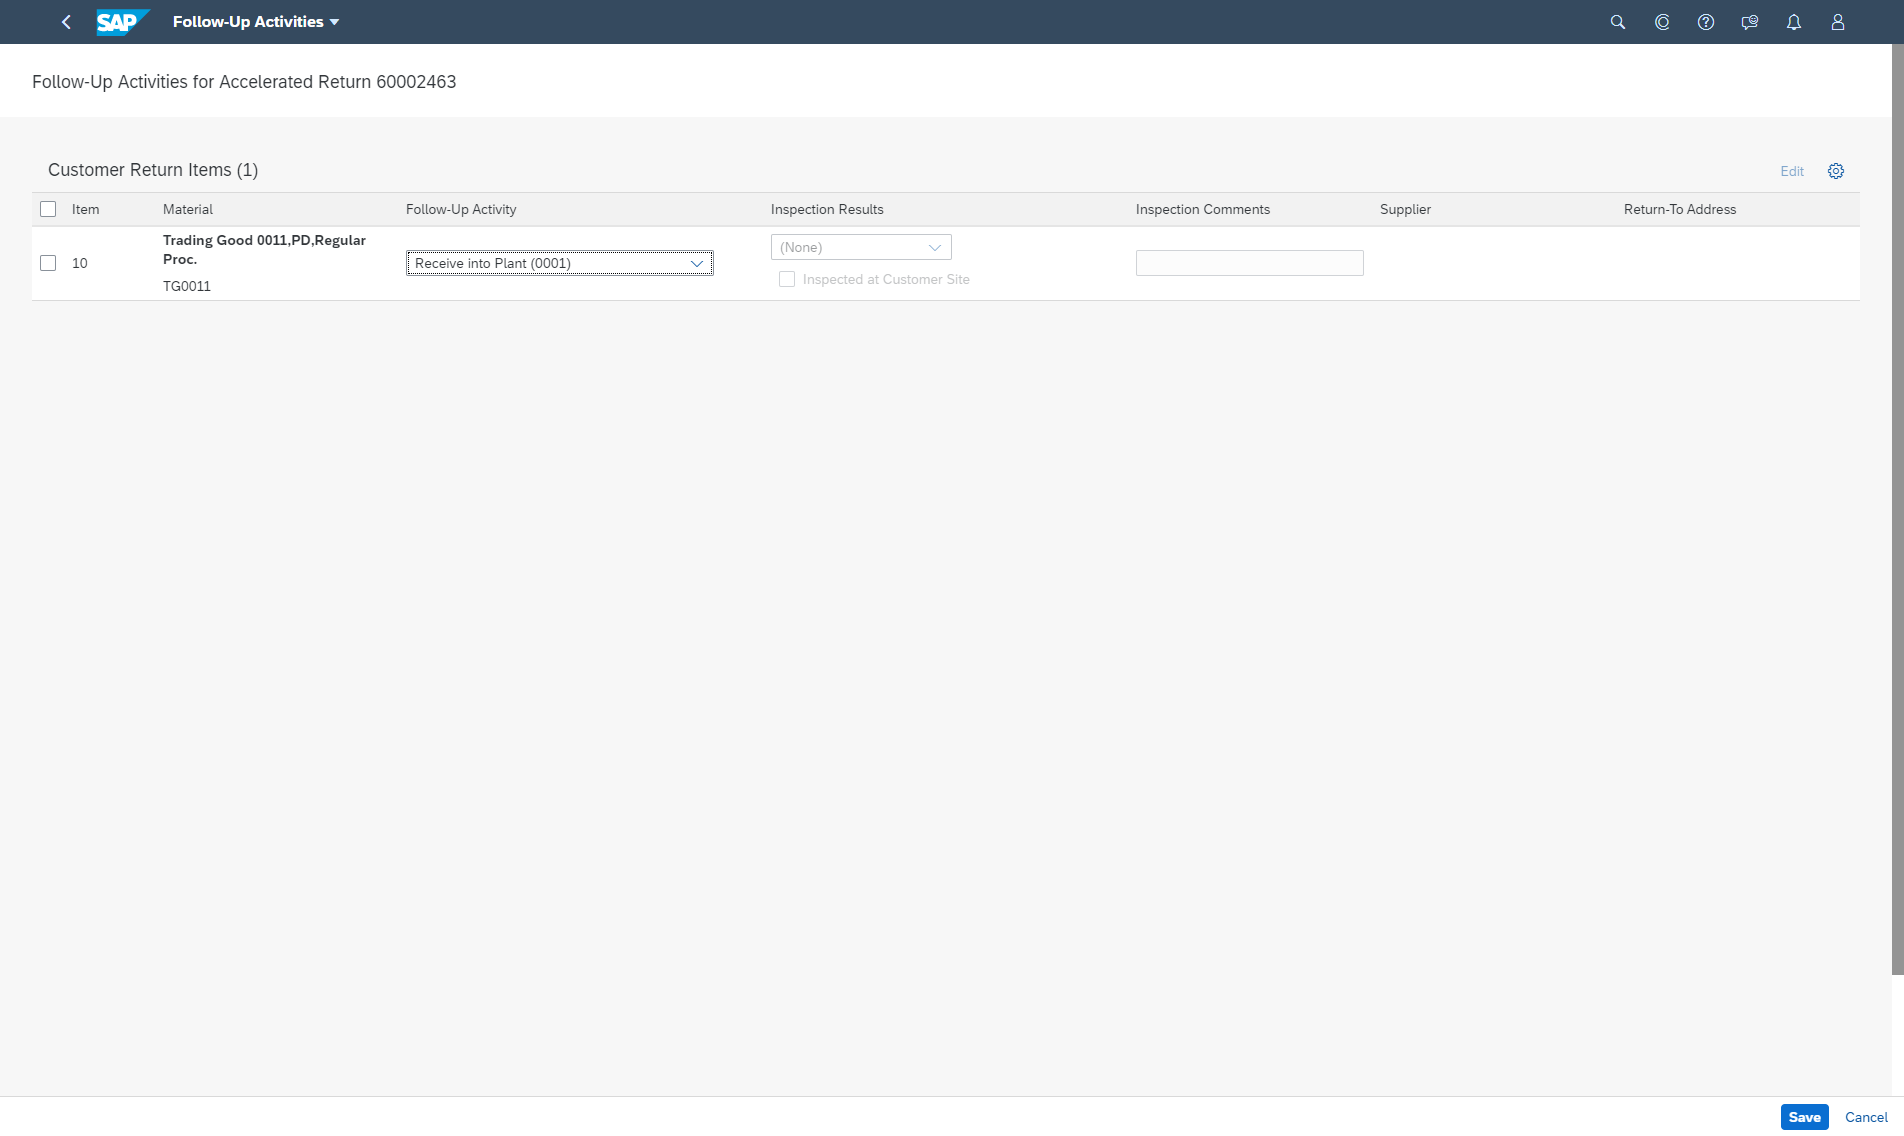 SAP Follow-Up Activities
Follow-Up Activities for Accelerated Return 60002463
Customer Return Items (1)
Edit
Item Material Follow-Up Activity Inspection Results Inspection Comments Supplier Return-To Address
Trading Good 0011,PD,Regular
Proc.
(None)
10
Receive into Plant (0001)
Inspected at Customer Site
TG0011
Save Cancel